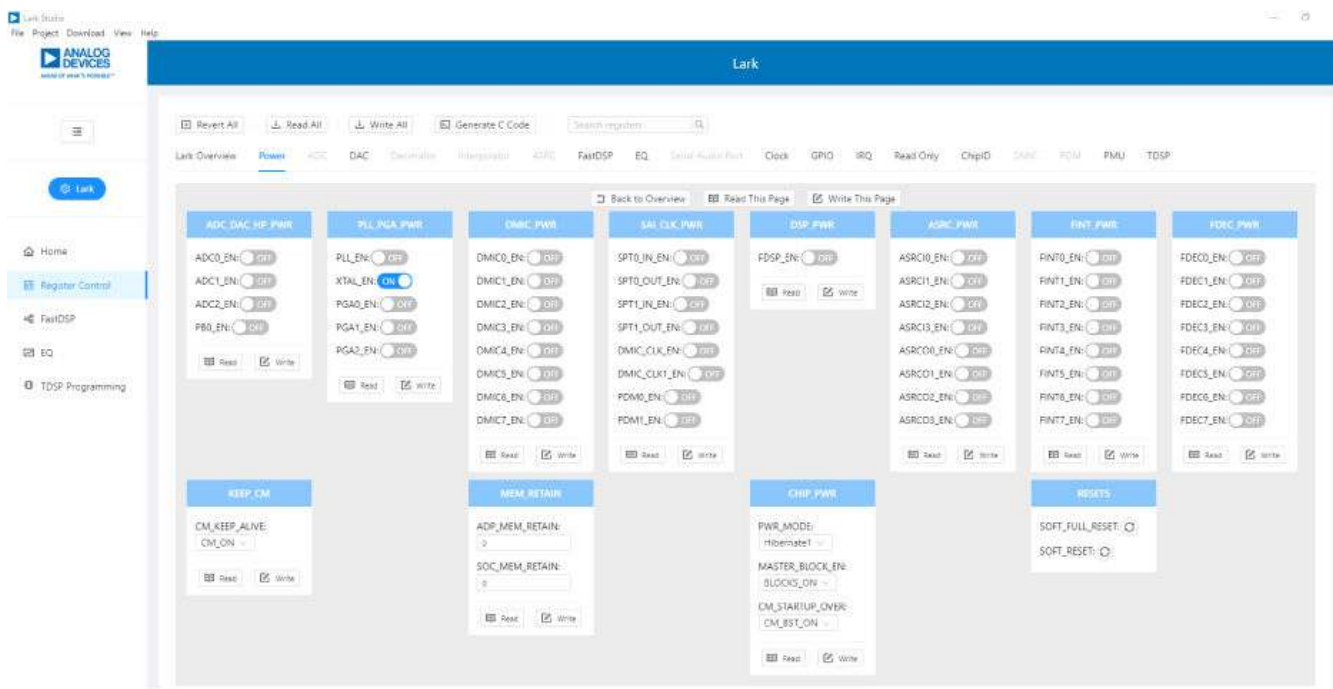 Lark Studio
File Project Download View Help
ANALOG
DEVICES
AHEAD OF WHAT'S POSSIBLE™
Lark
Revert All Read All Write All Generate C Code Search registers
Lark Overview Power ADC DAC Decimator Interpolator ASRC FastDSP EQ Serial Audio Port Clock GPIO IRQ Read Only ChipID DMIC PDM PMU TDSP
Lark
Back to Overview Read This Page Write This Page
Home
Register Control
FastDSP
EQ
TDSP Programming
ADC_DAC_HP_PWR
ADC0_EN: OFF
ADC1_EN: OFF
ADC2_EN: OFF
PB0_EN: OFF
Read Write
PLL_PGA_PWR
PLL_EN: OFF
XTAL_EN: ON
PGA0_EN: OFF
PGA1_EN: OFF
PGA2_EN: OFF
Read Write
DMIC_PWR
DMIC0_EN: OFF
DMIC1_EN: OFF
DMIC2_EN: OFF
DMIC3_EN: OFF
DMIC4_EN: OFF
DMIC5_EN: OFF
DMIC6_EN: OFF
DMIC7_EN: OFF
Read Write
SAI_CLK_PWR
SPT0_IN_EN: OFF
SPT0_OUT_EN: OFF
SPT1_IN_EN: OFF
SPT1_OUT_EN: OFF
DMIC_CLK_EN: OFF
DMIC_CLK1_EN: OFF
PDM0_EN: OFF
PDM1_EN: OFF
Read Write
DSP_PWR
FDSP_EN: OFF
Read Write
ASRC_PWR
ASRCI0_EN: OFF
ASRCI1_EN: OFF
ASRCI2_EN: OFF
ASRCI3_EN: OFF
ASRCO0_EN: OFF
ASRCO1_EN: OFF
ASRCO2_EN: OFF
ASRCO3_EN: OFF
Read Write
FINT_PWR
FINT0_EN: OFF
FINT1_EN: OFF
FINT2_EN: OFF
FINT3_EN: OFF
FINT4_EN: OFF
FINT5_EN: OFF
FINT6_EN: OFF
FINT7_EN: OFF
Read Write
FDEC_PWR
FDEC0_EN: OFF
FDEC1_EN: OFF
FDEC2_EN: OFF
FDEC3_EN: OFF
FDEC4_EN: OFF
FDEC5_EN: OFF
FDEC6_EN: OFF
FDEC7_EN: OFF
Read Write
KEEP_CM
CM_KEEP_ALIVE:
CM_ON
Read Write
MEM_RETAIN
ADP_MEM_RETAIN:
0
SOC_MEM_RETAIN:
0
Read Write
CHIP_PWR
PWR_MODE:
Hibernate1
MASTER_BLOCK_EN:
BLOCKS_ON
CM_STARTUP_OVER:
CM_BST_ON
Read Write
RESETS
SOFT_FULL_RESET:
SOFT_RESET: